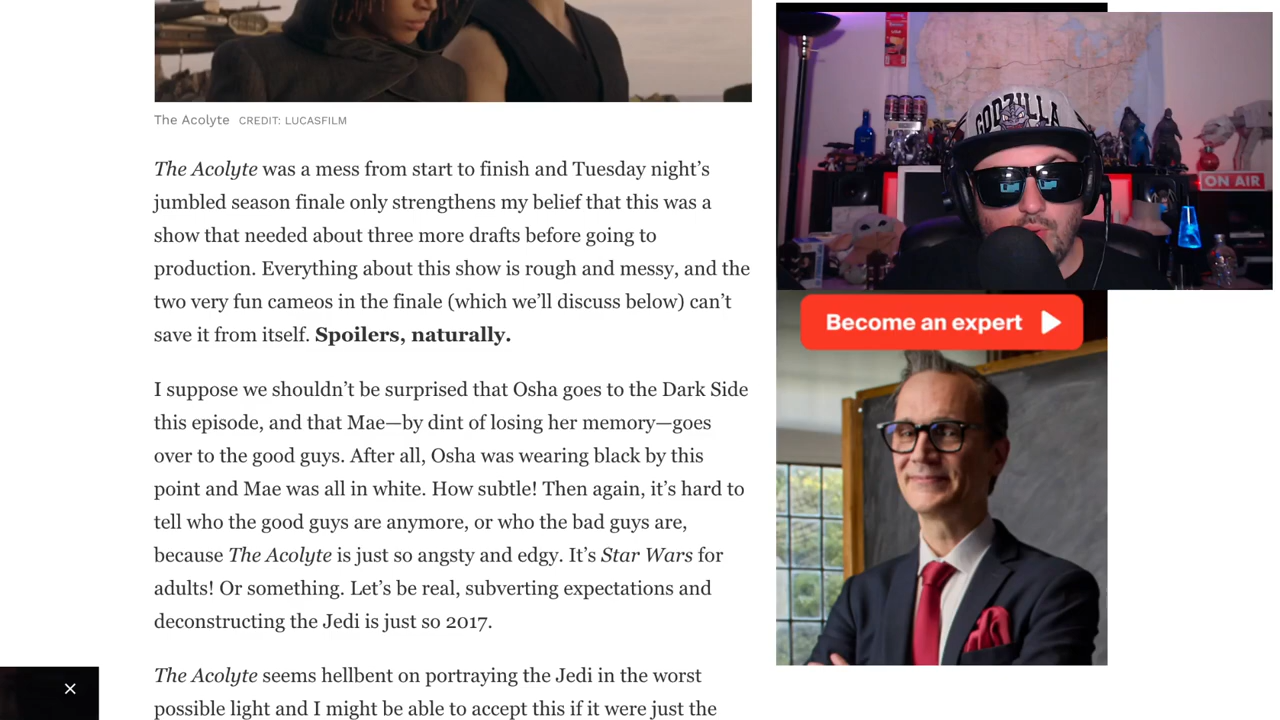 The Acolyte CREDIT: LUCASFILM
The Acolyte was a mess from start to finish and Tuesday night’s
jumbled season finale only strengthens my belief that this was a
show that needed about three more drafts before going to
production. Everything about this show is rough and messy, and the
two very fun cameos in the finale (which we’ll discuss below) can’t
save it from itself. Spoilers, naturally.
I suppose we shouldn’t be surprised that Osha goes to the Dark Side
this episode, and that Mae—by dint of losing her memory—goes
over to the good guys. After all, Osha was wearing black by this
point and Mae was all in white. How subtle! Then again, it’s hard to
tell who the good guys are anymore, or who the bad guys are,
because The Acolyte is just so angsty and edgy. It’s Star Wars for
adults! Or something. Let’s be real, subverting expectations and
deconstructing the Jedi is just so 2017.
The Acolyte seems hellbent on portraying the Jedi in the worst
possible light and I might be able to accept this if it were just the
GODZILLA
ON AIR
Become an expert